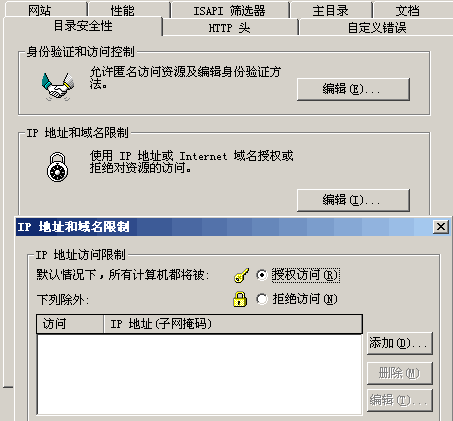 网站 性能 ISAPI 筛选器 主目录 文档
目录安全性 HTTP 头 自定义错误
身份验证和访问控制
允许匿名访问资源及编辑身份验证方
法。
编辑(E)...
IP 地址和域名限制
使用 IP 地址或 Internet 域名授权或
拒绝对资源的访问。
编辑(I)...
IP 地址和域名限制
IP 地址访问限制
默认情况下，所有计算机都将被: 授权访问(R)
下列除外: 拒绝访问(N)
访问 IP 地址(子网掩码)
添加(D)...
删除(M)
编辑(T)...